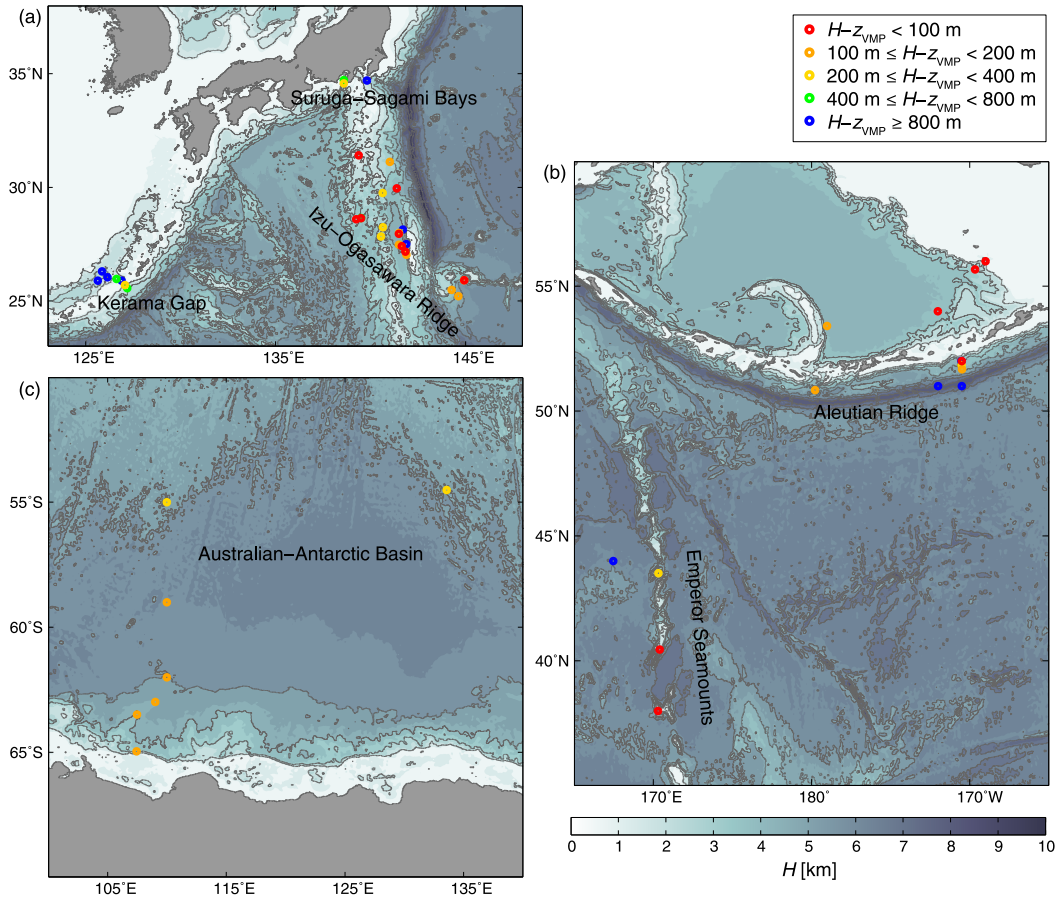 (a)
35°N
30°N
25°N
125°E
135°E
145°E
Suruga–Sagami Bays
Izu–Ogasawara Ridge
Kerama Gap
H–zVMP < 100 m
100 m ≤ H–zVMP < 200 m
200 m ≤ H–zVMP < 400 m
400 m ≤ H–zVMP < 800 m
H–zVMP ≥ 800 m
(b)
55°N
50°N
45°N
40°N
170°E
180°
170°W
Aleutian Ridge
Emperor Seamounts
(c)
55°S
60°S
65°S
105°E
115°E
125°E
135°E
Australian–Antarctic Basin
0 1 2 3 4 5 6 7 8 9 10
H [km]